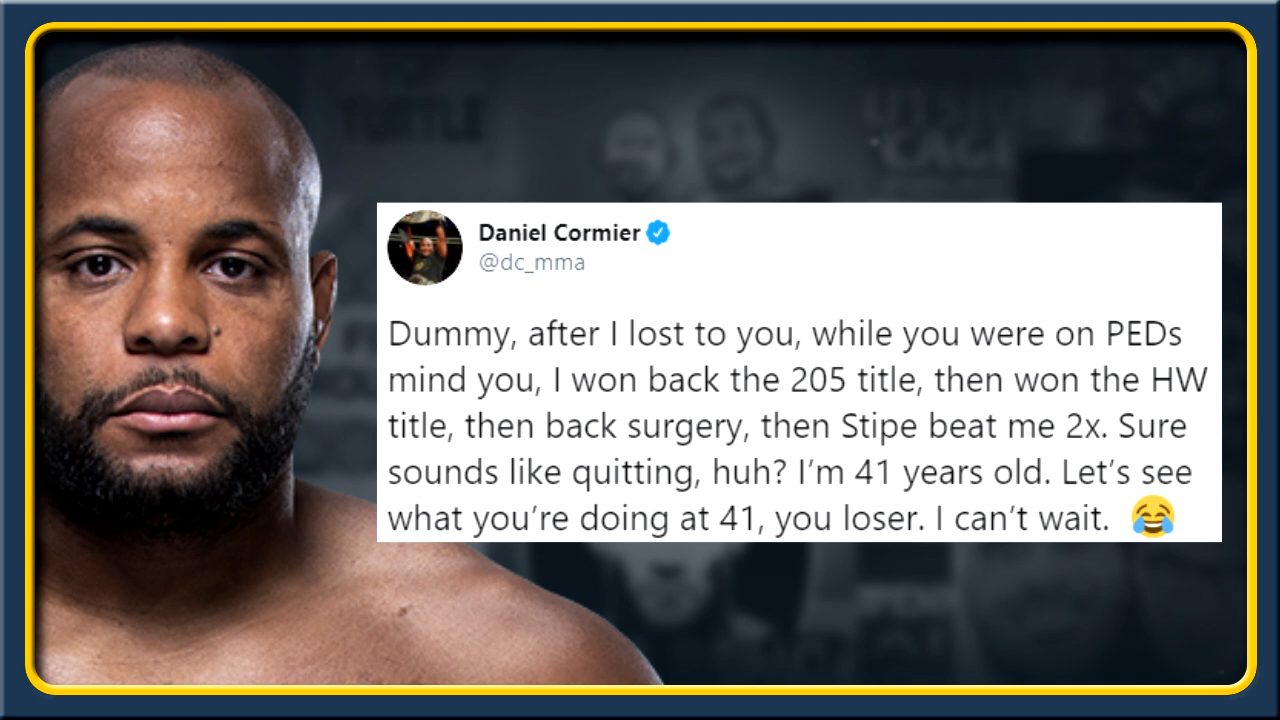 TURTLE
CAGE
Daniel Cormier
@dc_mma
Dummy, after I lost to you, while you were on PEDs
mind you, I won back the 205 title, then won the HW
title, then back surgery, then Stipe beat me 2x. Sure
sounds like quitting, huh? I’m 41 years old. Let’s see
what you’re doing at 41, you loser. I can’t wait. 😂